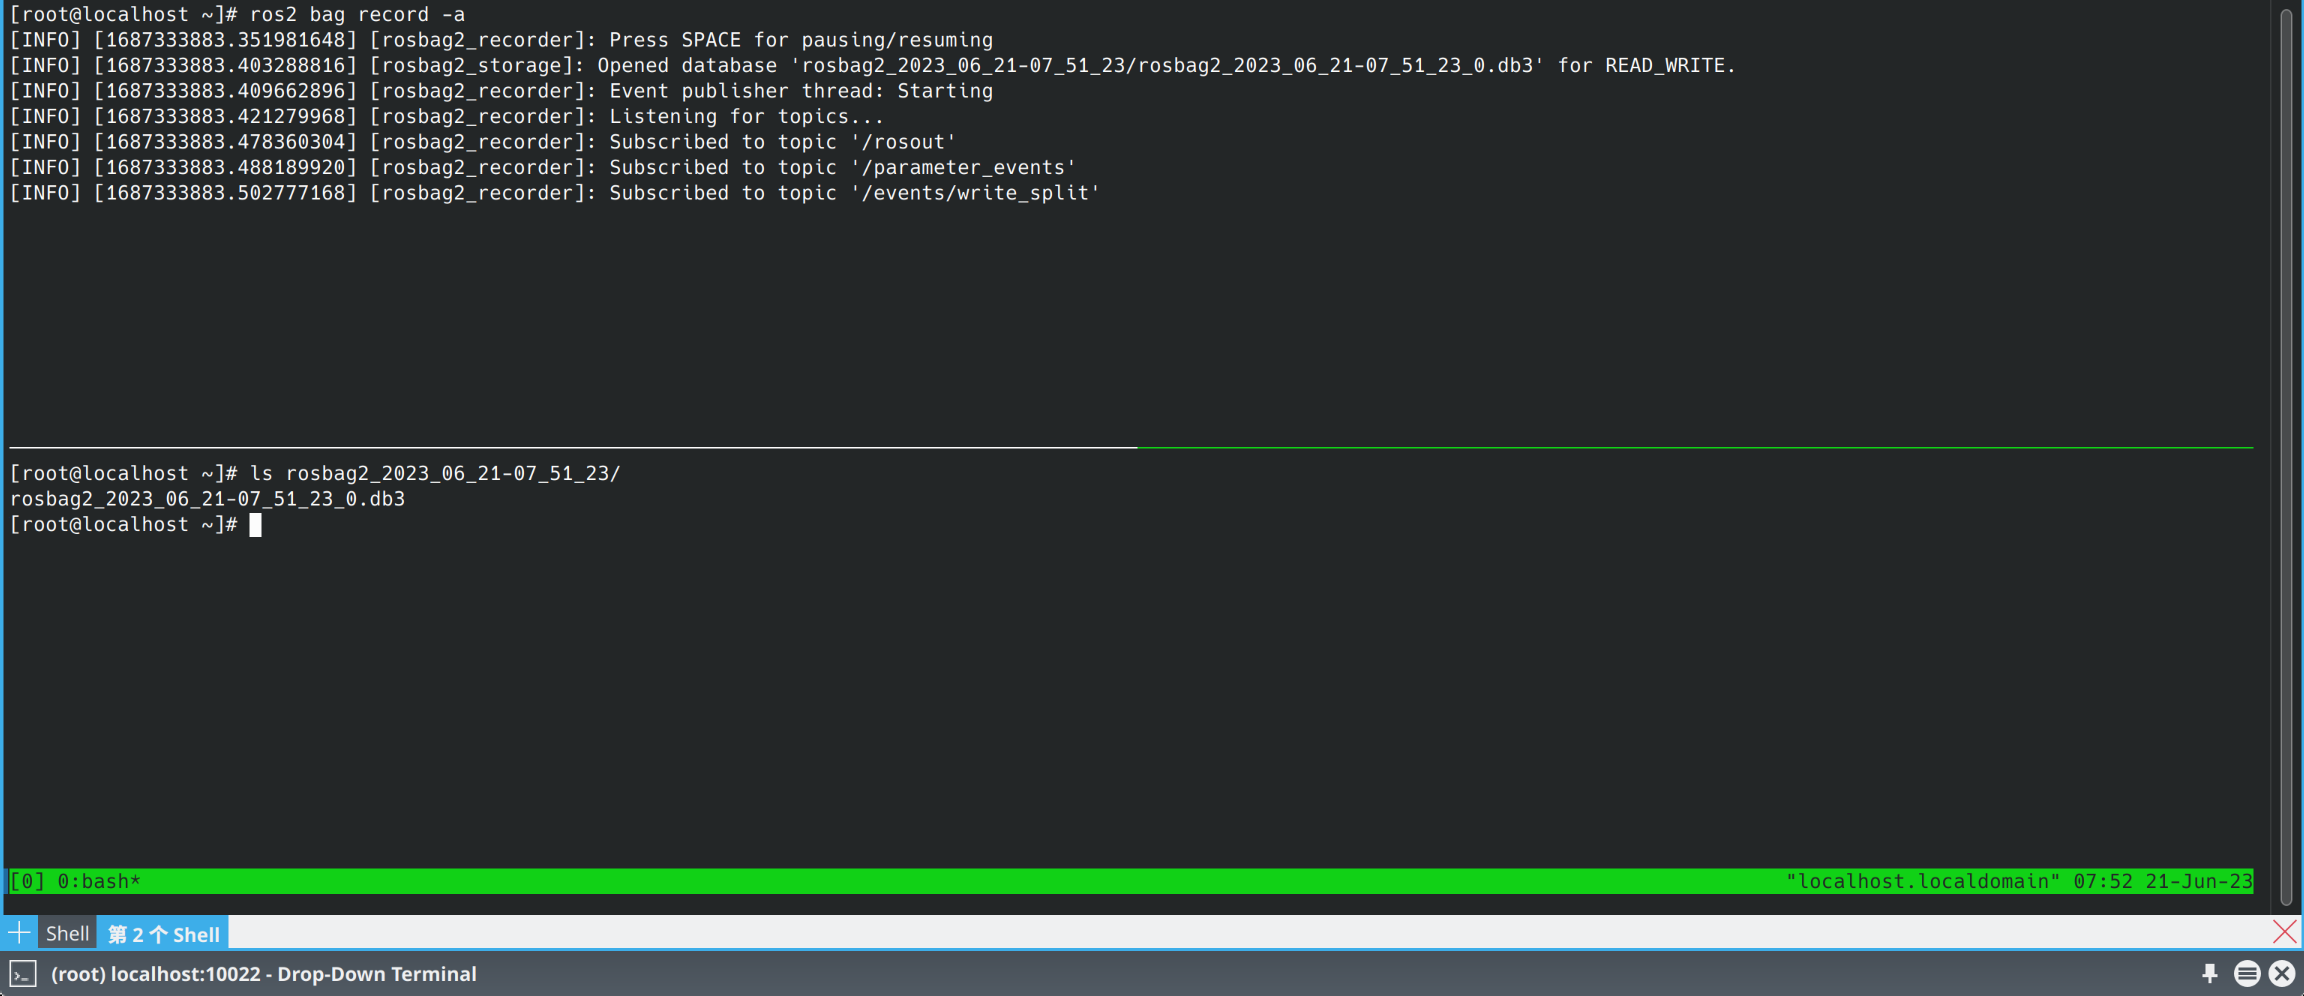 [root@localhost ~]# ros2 bag record -a
[INFO] [1687333883.351981648] [rosbag2_recorder]: Press SPACE for pausing/resuming
[INFO] [1687333883.403288816] [rosbag2_storage]: Opened database 'rosbag2_2023_06_21-07_51_23/rosbag2_2023_06_21-07_51_23_0.db3' for READ_WRITE.
[INFO] [1687333883.409662896] [rosbag2_recorder]: Event publisher thread: Starting
[INFO] [1687333883.421279968] [rosbag2_recorder]: Listening for topics...
[INFO] [1687333883.478360304] [rosbag2_recorder]: Subscribed to topic '/rosout'
[INFO] [1687333883.488189920] [rosbag2_recorder]: Subscribed to topic '/parameter_events'
[INFO] [1687333883.502777168] [rosbag2_recorder]: Subscribed to topic '/events/write_split'
[root@localhost ~]# ls rosbag2_2023_06_21-07_51_23/
rosbag2_2023_06_21-07_51_23_0.db3
[root@localhost ~]#
[0] 0:bash* "localhost.localdomain" 07:52 21-Jun-23
Shell 第 2 个 Shell
(root) localhost:10022 - Drop-Down Terminal